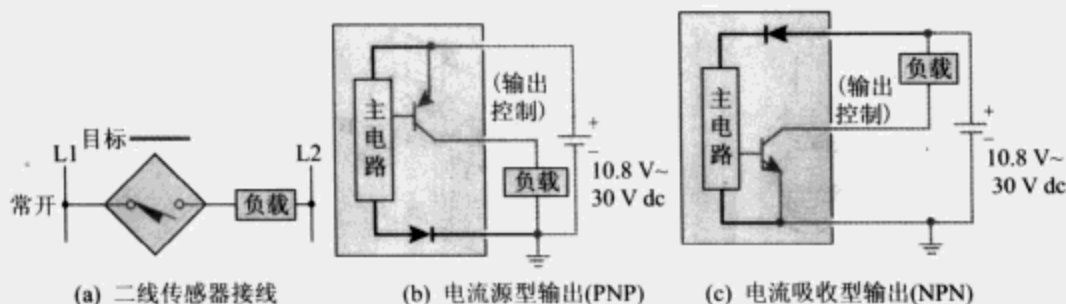 目标
L1
L2
常开
负载
(a) 二线传感器接线
主电路
(输出
控制)
+
−
10.8 V~
30 V dc
负载
(b) 电流源型输出(PNP)
主电路
负载
(输出
控制)
+
−
10.8 V~
30 V dc
(c) 电流吸收型输出(NPN)